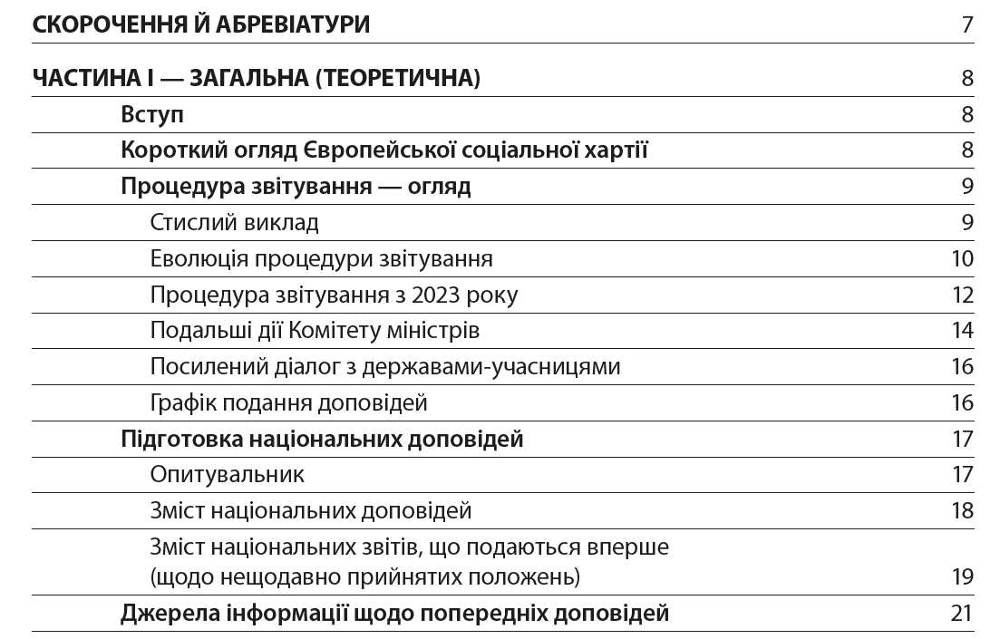 СКОРОЧЕННЯ Й АБРЕВІАТУРИ 7
ЧАСТИНА І — ЗАГАЛЬНА (ТЕОРЕТИЧНА) 8
Вступ 8
Короткий огляд Європейської соціальної хартії 8
Процедура звітування — огляд 9
Стислий виклад 9
Еволюція процедури звітування 10
Процедура звітування з 2023 року 12
Подальші дії Комітету міністрів 14
Посилений діалог з державами-учасницями 16
Графік подання доповідей 16
Підготовка національних доповідей 17
Опитувальник 17
Зміст національних доповідей 18
Зміст національних звітів, що подаються вперше
(щодо нещодавно прийнятих положень) 19
Джерела інформації щодо попередніх доповідей 21